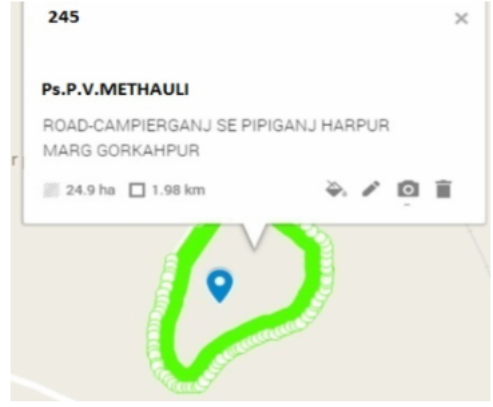 245
Ps.P.V.METHAULI
ROAD-CAMPIERGANJ SE PIPIGANJ HARPUR
MARG GORKAHPUR
24.9 ha 1.98 km